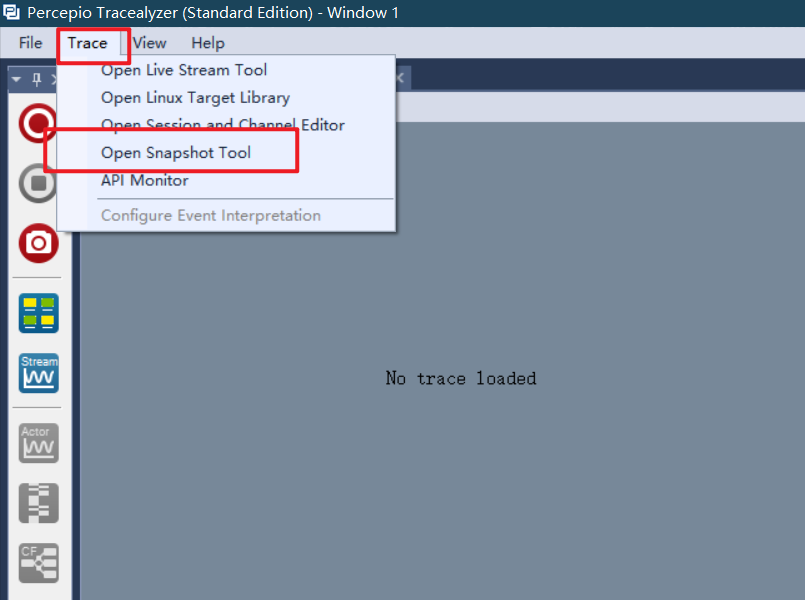 Percepio Tracealyzer (Standard Edition) - Window 1
File Trace View Help
Open Live Stream Tool
Open Linux Target Library
Open Session and Channel Editor
Open Snapshot Tool
API Monitor
Configure Event Interpretation
Stream
No trace loaded
Actor
CF